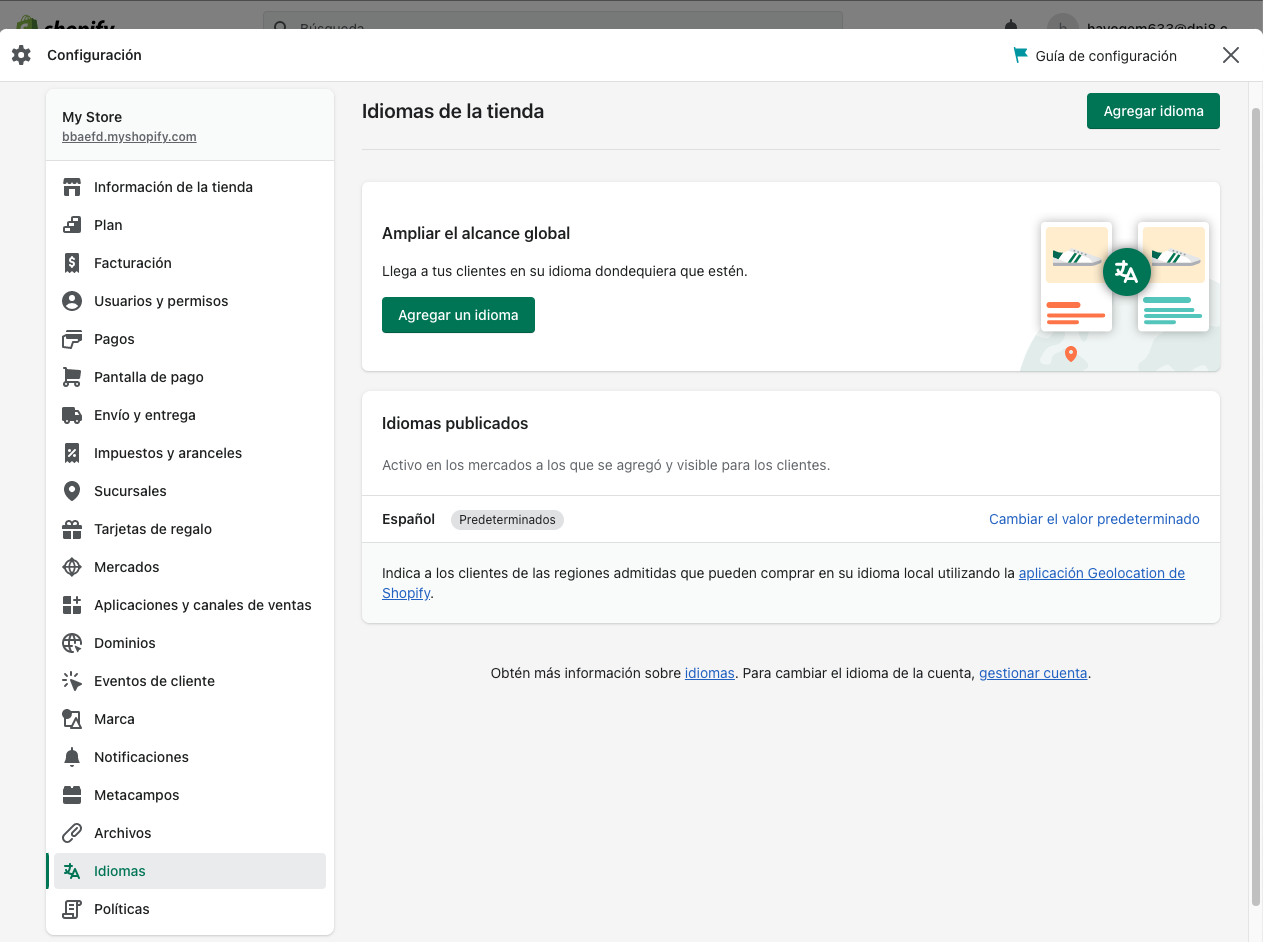 shopify
Búsqueda
Configuración
Guía de configuración
My Store
bbaefd.myshopify.com
Información de la tienda
Plan
Facturación
Usuarios y permisos
Pagos
Pantalla de pago
Envío y entrega
Impuestos y aranceles
Sucursales
Tarjetas de regalo
Mercados
Aplicaciones y canales de ventas
Dominios
Eventos de cliente
Marca
Notificaciones
Metacampos
Archivos
Idiomas
Políticas
Idiomas de la tienda
Agregar idioma
Ampliar el alcance global
Llega a tus clientes en su idioma dondequiera que estén.
Agregar un idioma
Idiomas publicados
Activo en los mercados a los que se agregó y visible para los clientes.
Español Predeterminados Cambiar el valor predeterminado
Indica a los clientes de las regiones admitidas que pueden comprar en su idioma local utilizando la aplicación Geolocation de
Shopify.
Obtén más información sobre idiomas. Para cambiar el idioma de la cuenta, gestionar cuenta.